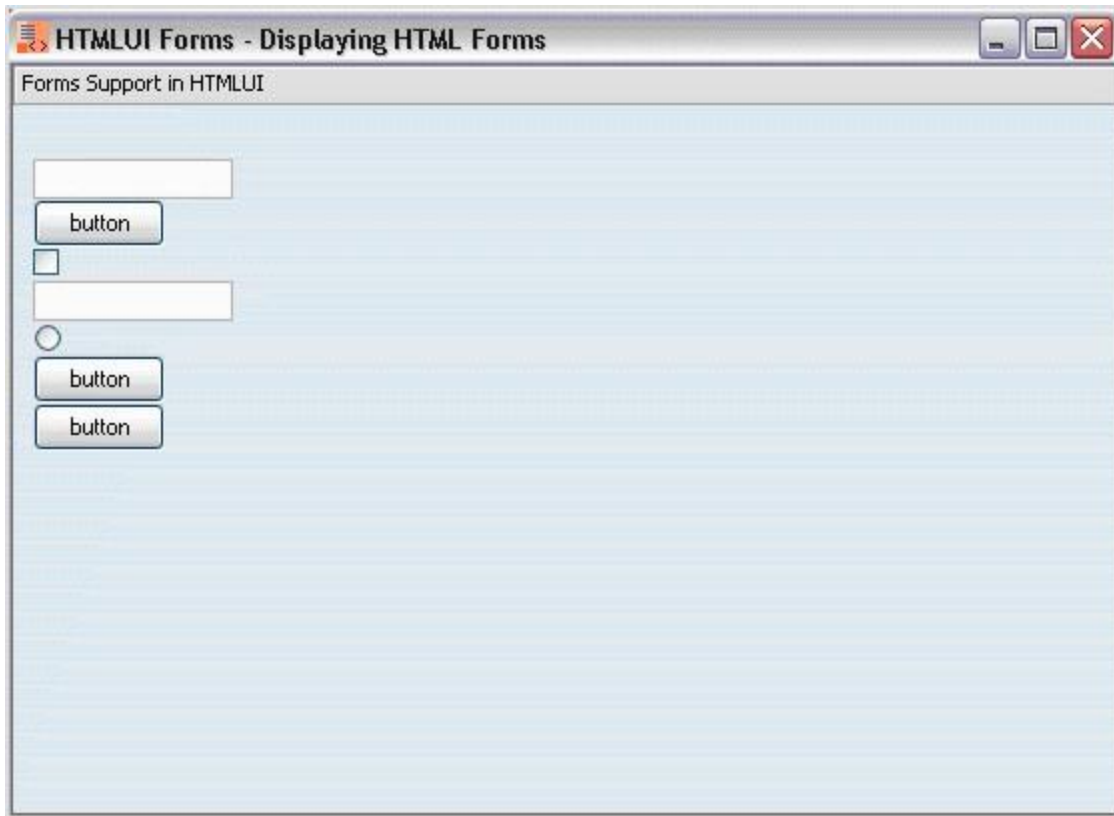 HTMLUI Forms - Displaying HTML Forms
Forms Support in HTMLUI
button
button
button